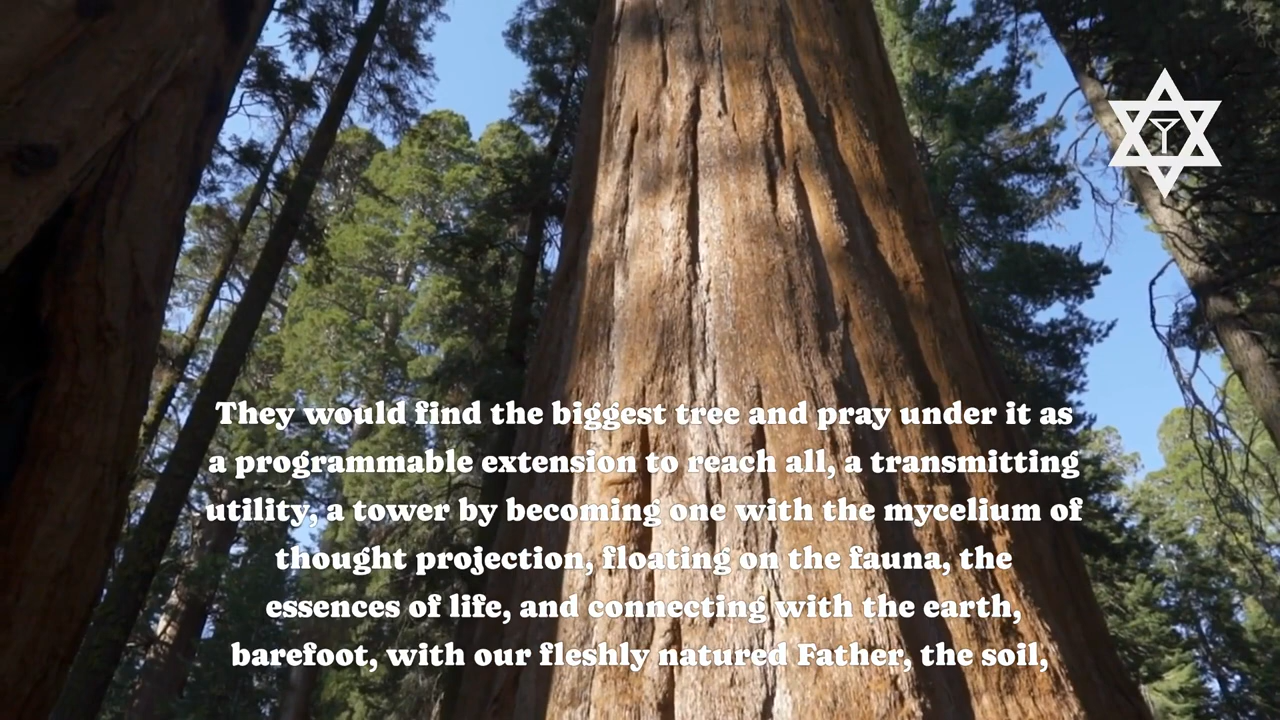 They would find the biggest tree and pray under it as
a programmable extension to reach all, a transmitting
utility, a tower by becoming one with the mycelium of
thought projection, floating on the fauna, the
essences of life, and connecting with the earth,
barefoot, with our fleshly natured Father, the soil,